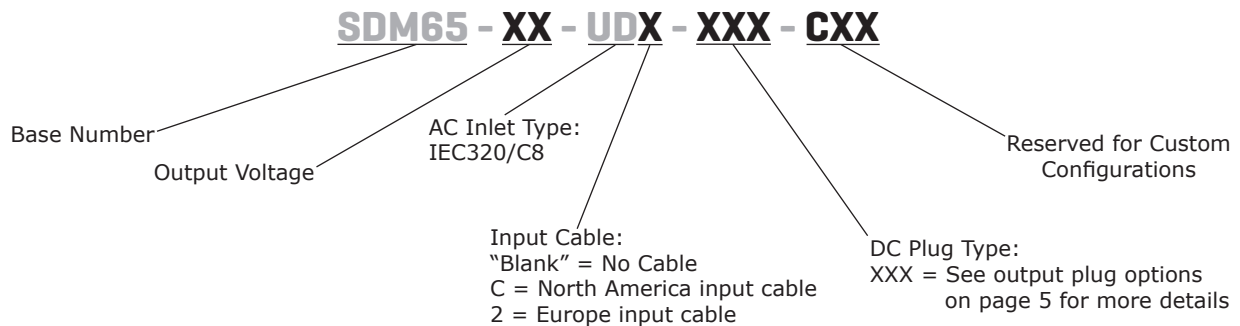 SDM65 - XX - UDX - XXX - CXX
Base Number
Output Voltage
AC Inlet Type:
IEC320/C8
Input Cable:
“Blank” = No Cable
C = North America input cable
2 = Europe input cable
DC Plug Type:
XXX = See output plug options
on page 5 for more details
Reserved for Custom
Configurations